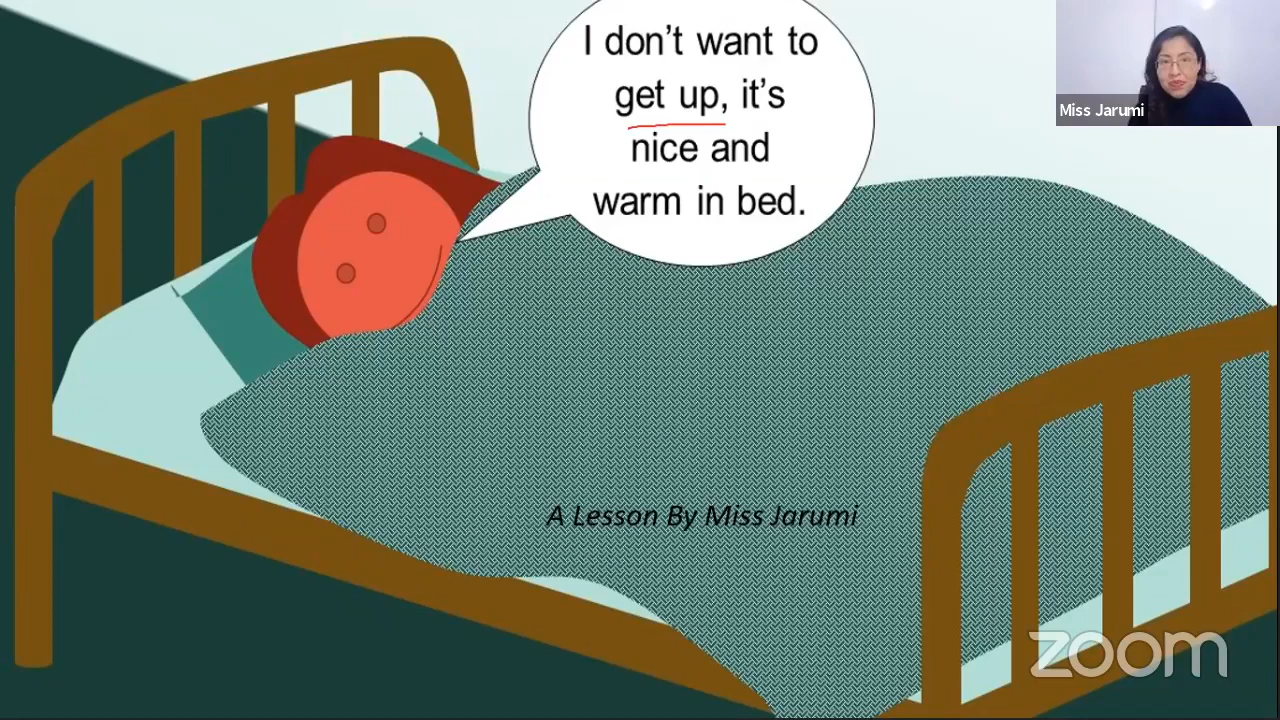 I don't want to
get up, it's
nice and
warm in bed.
Miss Jarumi
A Lesson By Miss Jarumi
zoom